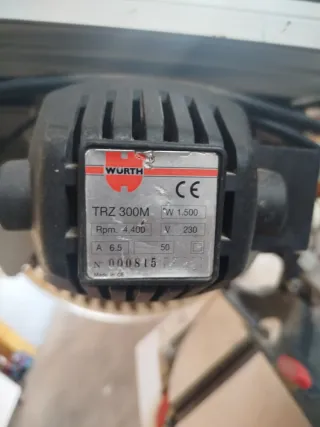 WÜRTH
CE
TRZ 300M W 1.500
Rpm. 4.400 V 230
A 6.5 50
N° 000815